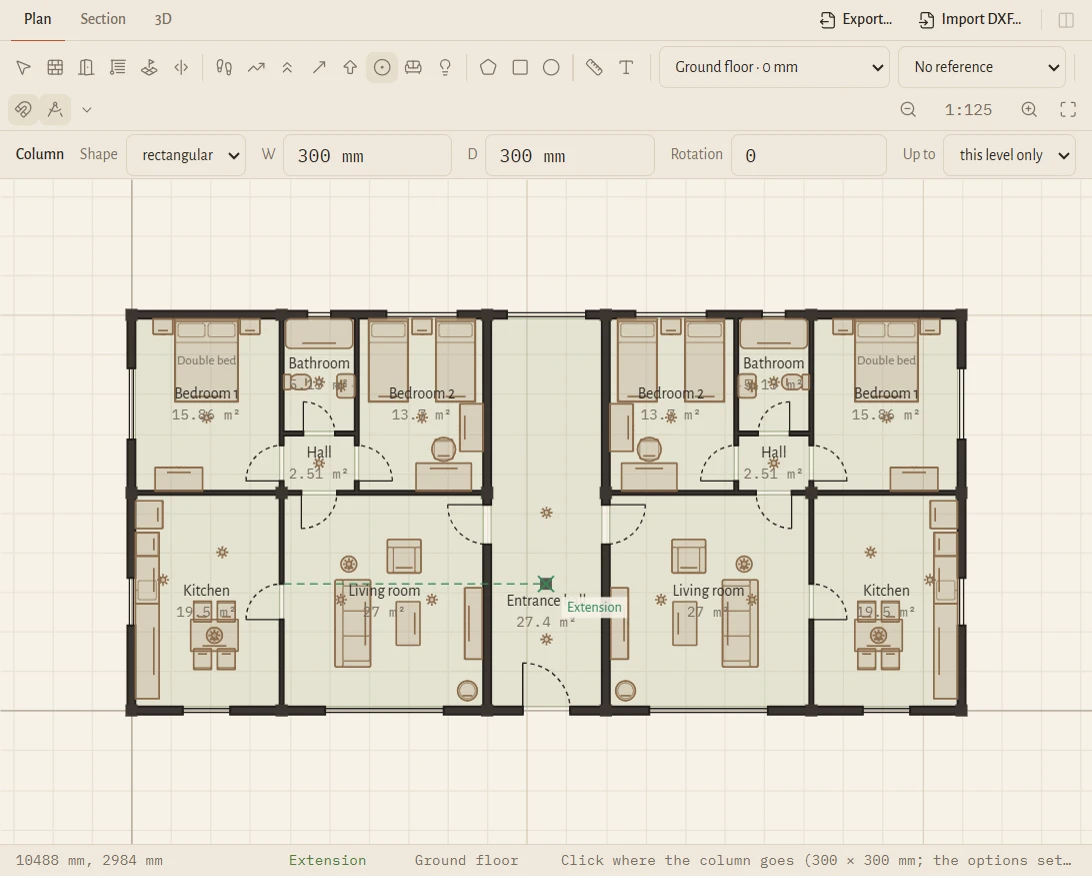 Plan Section 3D Export... Import DXF...
Ground floor · 0 mm No reference
1:125
Column Shape rectangular W 300 mm D 300 mm Rotation 0 Up to this level only
Double bed Bathroom Bathroom Double bed
Bedroom 1 Bedroom 2 Bedroom 2 Bedroom 1
15.86 m² m² 15.86 m²
Hall Hall
2.51 m² 2.51 m²
Kitchen Living room Entrance Living room Kitchen
Extension
19.5 m² 27 m² 27.4 m² 27 m² 19.5 m²
10488 mm, 2984 mm Extension Ground floor Click where the column goes (300 × 300 mm; the options set…